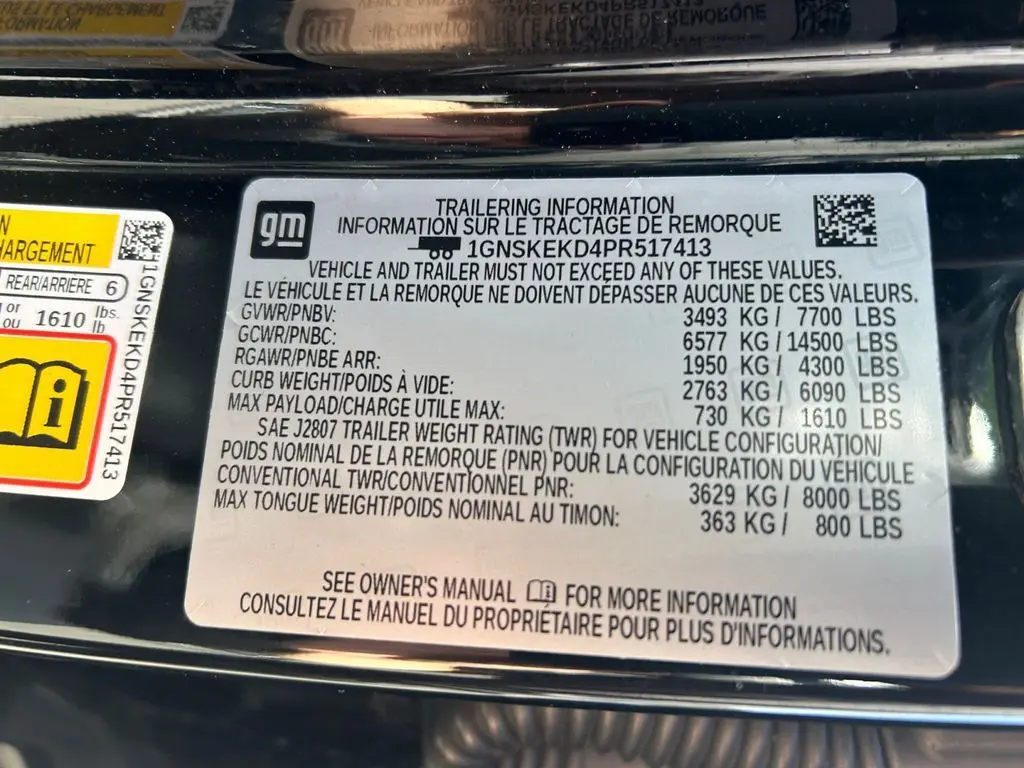 gm
TRAILERING INFORMATION
INFORMATION SUR LE TRACTAGE DE REMORQUE
1GNSKEKD4PR517413
VEHICLE AND TRAILER MUST NOT EXCEED ANY OF THESE VALUES.
LE VÉHICULE ET LA REMORQUE NE DOIVENT DÉPASSER AUCUNE DE CES VALEURS.
GVWR/PNBV: 3493 KG / 7700 LBS
GCWR/PNBC: 6577 KG / 14500 LBS
RGAWR/PNBE ARR: 1950 KG / 4300 LBS
CURB WEIGHT/POIDS À VIDE: 2763 KG / 6090 LBS
MAX PAYLOAD/CHARGE UTILE MAX: 730 KG / 1610 LBS
SAE J2807 TRAILER WEIGHT RATING (TWR) FOR VEHICLE CONFIGURATION/
POIDS NOMINAL DE LA REMORQUE (PNR) POUR LA CONFIGURATION DU VÉHICULE
CONVENTIONAL TWR/CONVENTIONNEL PNR: 3629 KG / 8000 LBS
MAX TONGUE WEIGHT/POIDS NOMINAL AU TIMON: 363 KG / 800 LBS
SEE OWNER'S MANUAL FOR MORE INFORMATION
CONSULTEZ LE MANUEL DU PROPRIÉTAIRE POUR PLUS D'INFORMATIONS.
N
HARGEMENT
REAR/ARRIÈRE 6
or 1610 lbs.
ou lb
1GNSKEKD4PR517413